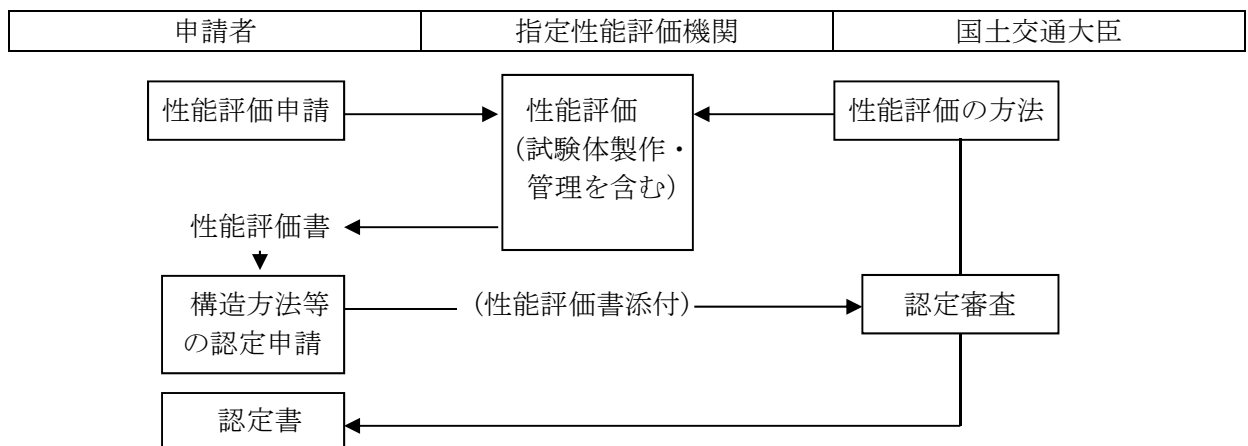 申請者 指定性能評価機関 国土交通大臣
性能評価申請 性能評価 性能評価の方法
(試験体製作・
管理を含む)
性能評価書
構造方法等 (性能評価書添付) 認定審査
の認定申請
認定書